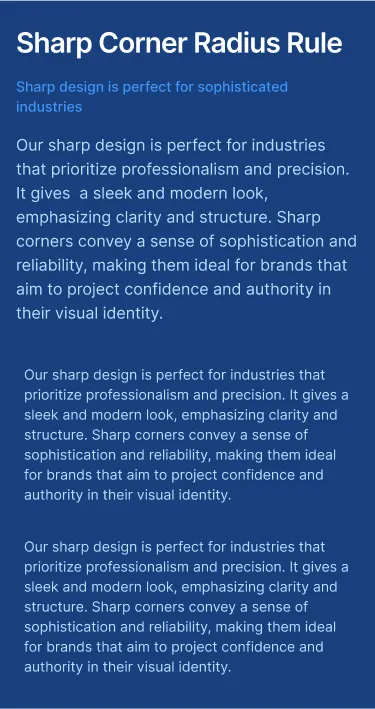 Sharp Corner Radius Rule
Sharp design is perfect for sophisticated
industries
Our sharp design is perfect for industries
that prioritize professionalism and precision.
It gives  a sleek and modern look,
emphasizing clarity and structure. Sharp
corners convey a sense of sophistication and
reliability, making them ideal for brands that
aim to project confidence and authority in
their visual identity.
Our sharp design is perfect for industries that
prioritize professionalism and precision. It gives a
sleek and modern look, emphasizing clarity and
structure. Sharp corners convey a sense of
sophistication and reliability, making them ideal
for brands that aim to project confidence and
authority in their visual identity.
Our sharp design is perfect for industries that
prioritize professionalism and precision. It gives a
sleek and modern look, emphasizing clarity and
structure. Sharp corners convey a sense of
sophistication and reliability, making them ideal
for brands that aim to project confidence and
authority in their visual identity.